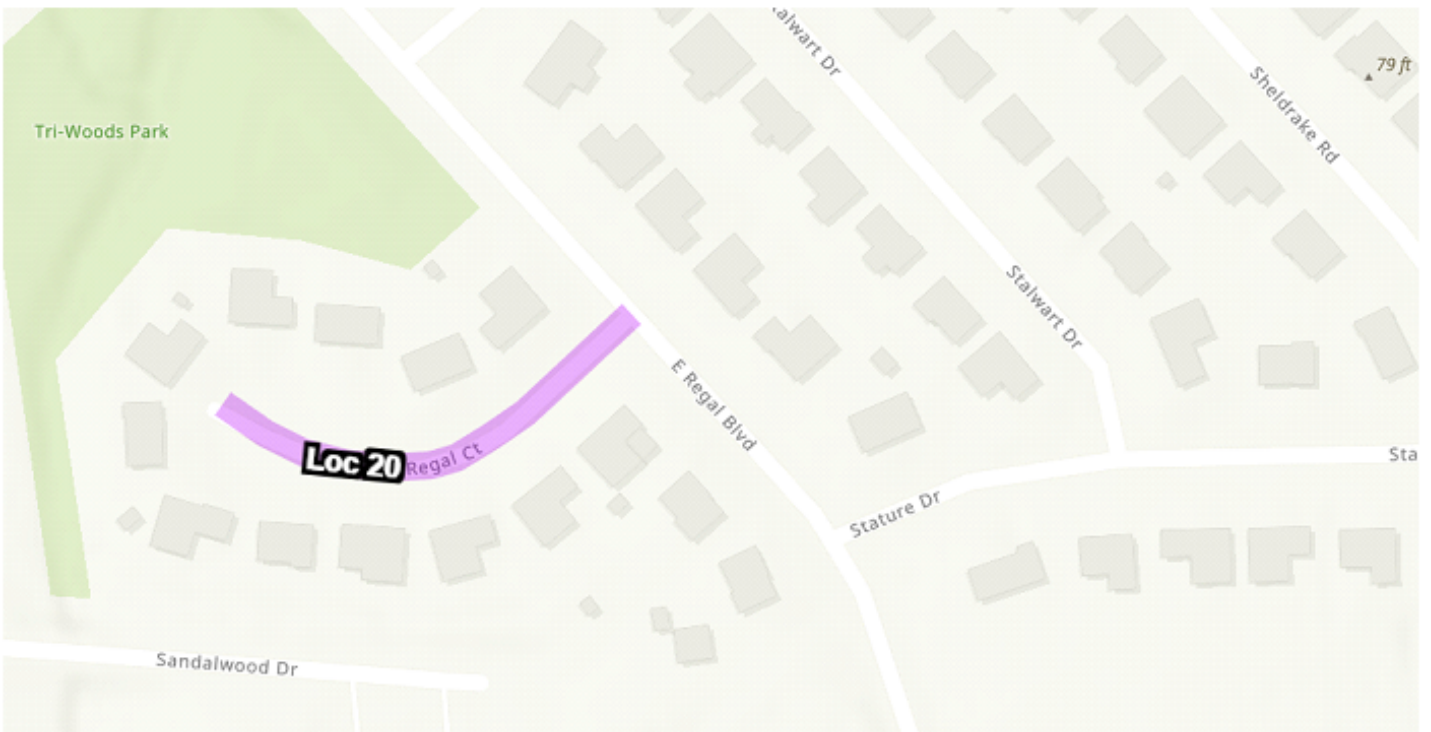 alwart Dr
79 ft
Sheldrake Rd
Tri-Woods Park
Stalwart Dr
E Regal Blvd
Loc 20
Regal Ct
Sta
Stature Dr
Sandalwood Dr